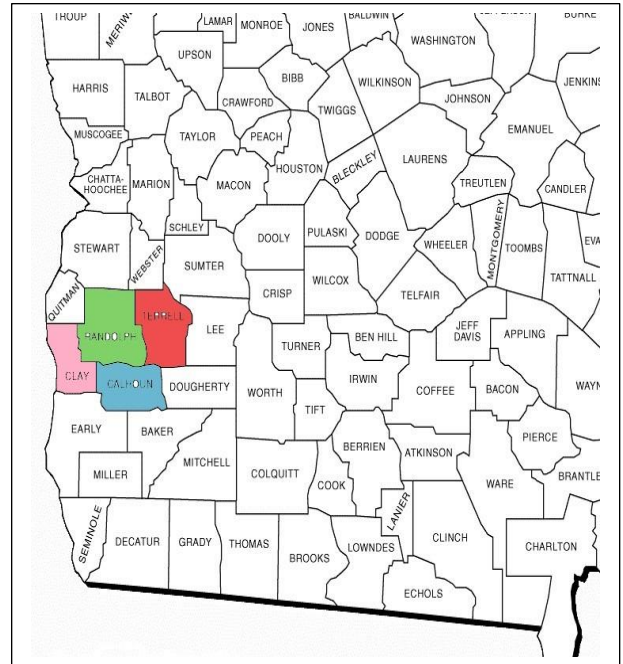 TROUP
LAMAR
MONROE
JONES
BALDWIN
WASHINGTON
BURKE
UPSON
BIBB
WILKINSON
JENKINS
HARRIS
TALBOT
CRAWFORD
TWIGGS
JOHNSON
EMANUEL
MUSCOGEE
TAYLOR
PEACH
LAURENS
HOUSTON
BLECKLEY
CHATTA-
HOOCHEE
MARION
MACON
TREUTLEN
CANDLER
SCHLEY
DOOLY
PULASKI
DODGE
WHEELER
MONTGOMERY
TOOMBS
EVA
STEWART
WEBSTER
SUMTER
WILCOX
TATTNALL
QUITMAN
CRISP
TELFAIR
TERRELL
LEE
RANDOLPH
TURNER
BEN HILL
JEFF
DAVIS
APPLING
CLAY
CALHOUN
DOUGHERTY
WORTH
IRWIN
COFFEE
BACON
WAYN
TIFT
EARLY
BAKER
PIERCE
BERRIEN
ATKINSON
MILLER
MITCHELL
COLQUITT
COOK
WARE
BRANTLE
LANIER
SEMINOLE
DECATUR
GRADY
THOMAS
BROOKS
LOWNDES
CLINCH
CHARLTON
ECHOLS